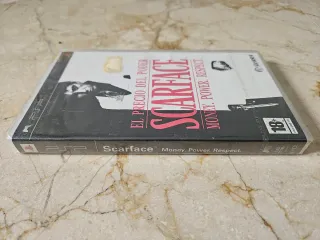 EL PRECIO DEL PODER
SCARFACE
MONEY. POWER. RESPECT.
18+
Scarface Money. Power. Respect.